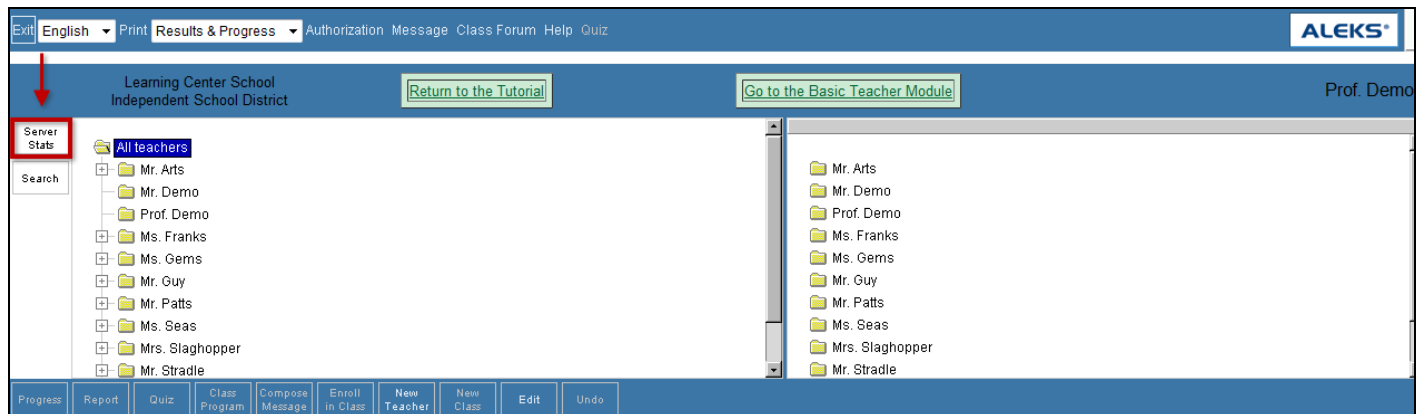 Exit English Print Results & Progress Authorization Message Class Forum Help Quiz
ALEKS®
Learning Center School
Independent School District
Return to the Tutorial
Go to the Basic Teacher Module
Prof. Demo
Server
Stats
Search
All teachers
Mr. Arts
Mr. Demo
Prof. Demo
Ms. Franks
Ms. Gems
Mr. Guy
Mr. Patts
Ms. Seas
Mrs. Slaghopper
Mr. Stradle
Mr. Arts
Mr. Demo
Prof. Demo
Ms. Franks
Ms. Gems
Mr. Guy
Mr. Patts
Ms. Seas
Mrs. Slaghopper
Mr. Stradle
Progress
Report
Quiz
Class
Program
Compose
Message
Enroll
in Class
New
Teacher
New
Class
Edit
Undo